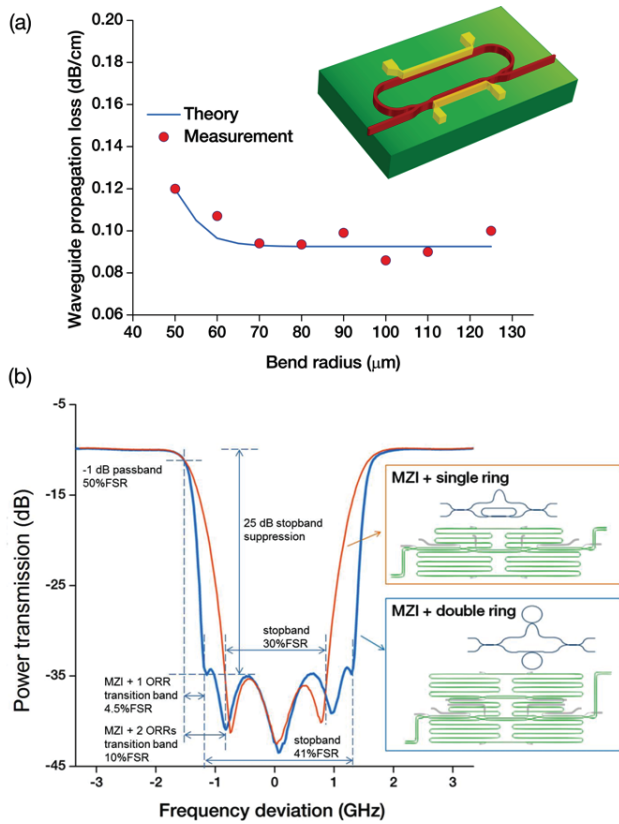 (a)
Waveguide propagation loss (dB/cm)
0.20
0.18
0.16
0.14
0.12
0.10
0.08
0.06
Theory
Measurement
40 50 60 70 80 90 100 110 120 130
Bend radius (μm)
(b)
Power transmission (dB)
-5
-15
-25
-35
-45
-1 dB passband
50%FSR
25 dB stopband
suppression
stopband
30%FSR
MZI + 1 ORR
transition band
4.5%FSR
MZI + 2 ORRs
transition band
10%FSR
stopband
41%FSR
MZI + single ring
MZI + double ring
-3 -2 -1 0 1 2 3
Frequency deviation (GHz)